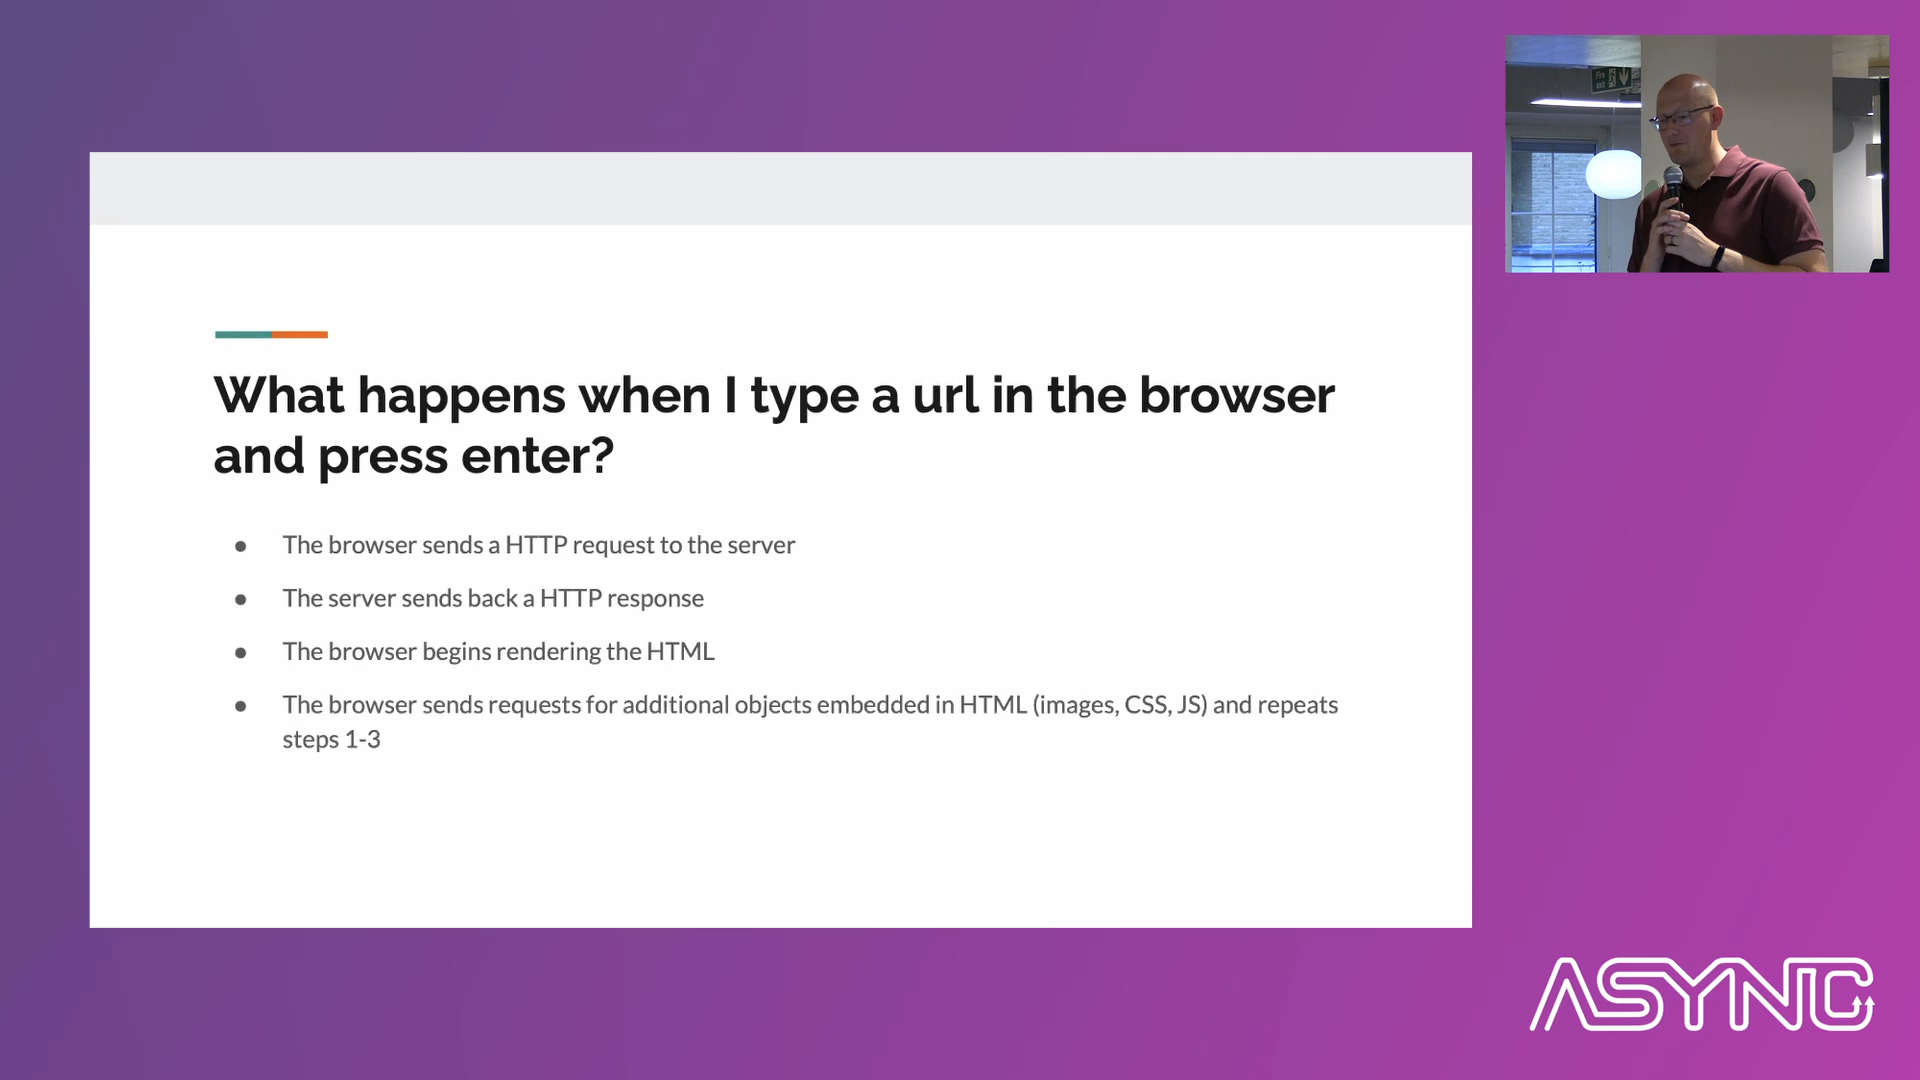 What happens when I type a url in the browser
and press enter?
● The browser sends a HTTP request to the server
● The server sends back a HTTP response
● The browser begins rendering the HTML
● The browser sends requests for additional objects embedded in HTML (images, CSS, JS) and repeats
steps 1-3
Fire
exit
ASYNC